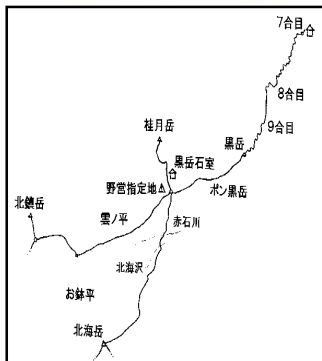 7合目
8合目
9合目
桂月岳
黒岳石室
黒岳
野営指定地
ポン黒岳
北鎮岳
雲ノ平
赤石川
北海沢
お鉢平
北海岳